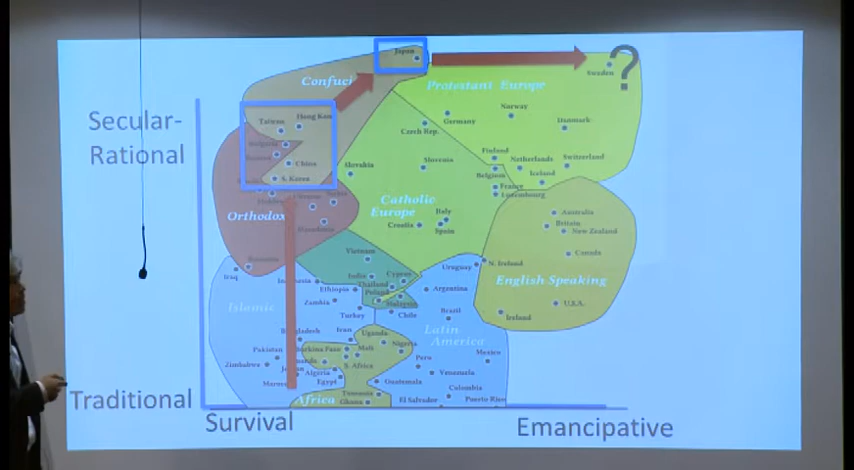 Japan
Sweden
?
Confuci
Protestant Europe
Secular-
Rational
Taiwan
Hong Kon
Norway
Germany
Czech Rep.
Denmark
China
S. Korea
Slovakia
Slovenia
Finland
Netherlands
Switzerland
Belgium
Iceland
France
Luxembourg
Catholic
Europe
Italy
Croatia
Spain
Orthodox
Australia
Britain
New Zealand
Canada
Vietnam
Uruguay
N. Ireland
English Speaking
Iraq
India
Cyprus
Thailand
Poland
Malaysia
Ethiopia
Argentina
Islamic
Zambia
Turkey
Chile
Brazil
U.S.A.
Ireland
Iran
Uganda
Latin
America
Pakistan
Mali
Nigeria
Zimbabwe
S. Africa
Peru
Mexico
Algeria
Egypt
Venezuela
Guatemala
Colombia
Africa
Tanzania
Ghana
El Salvador
Puerto Rico
Traditional
Survival
Emancipative